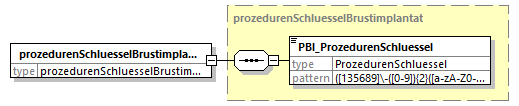 prozedurenSchluesselBrustimplantat
prozedurenSchluesselBrustimpla...
type prozedurenSchluesselBrustim...
PBI_ProzedurenSchluessel
type ProzedurenSchluessel
pattern ([135689]\-([0-9]){2}([a-zA-Z0-...